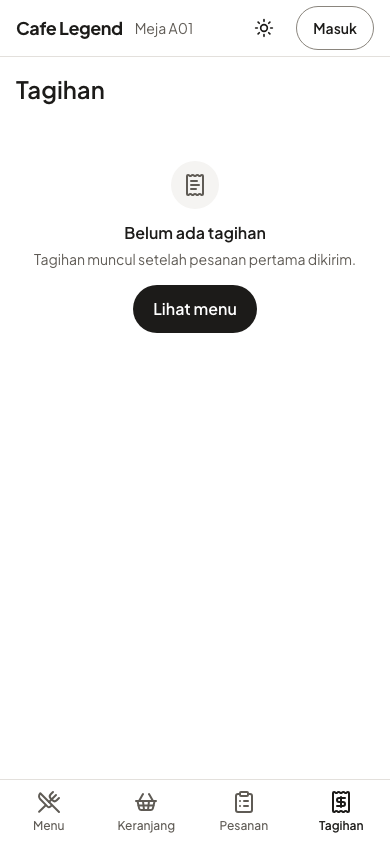 Cafe Legend Meja A01 Masuk
Tagihan
Belum ada tagihan
Tagihan muncul setelah pesanan pertama dikirim.
Lihat menu
Menu Keranjang Pesanan Tagihan